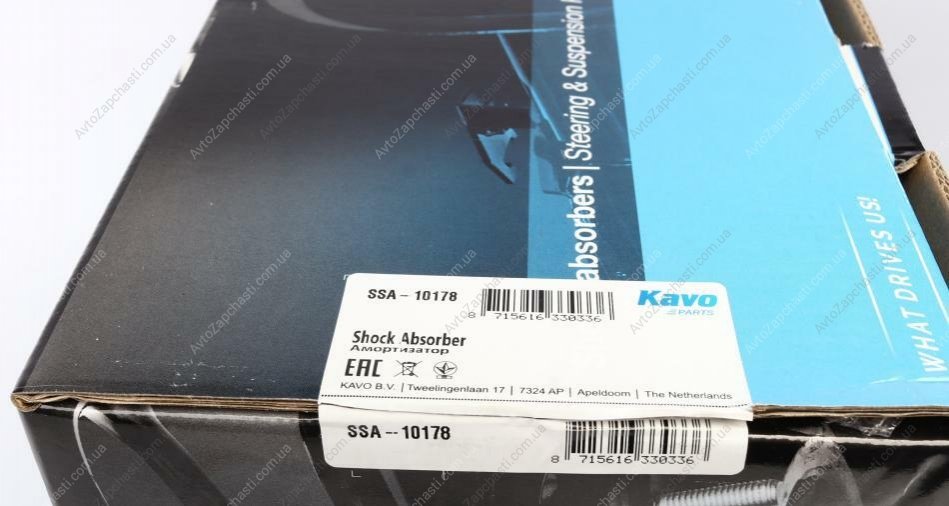 absorbers | Steering & Suspension
WHAT DRIVES US!
SSA - 10178
8 715616 330336
Kavo
PARTS
Shock Absorber
Амортизатор
EAC
KAVO B.V. | Tweelingenlaan 17 | 7324 AP | Apeldoorn | The Netherlands
SSA - 10178
8 715616 330336
AvtoZapchasti.com.ua